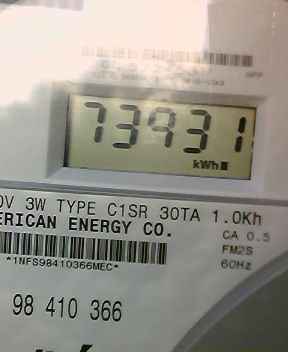 73931
kWh
0V 3W TYPE C1SR 30TA 1.0Kh
ERICAN ENERGY CO.
CA 0.5
FM2S
*1NFS98410366MEC*
60Hz
98 410 366